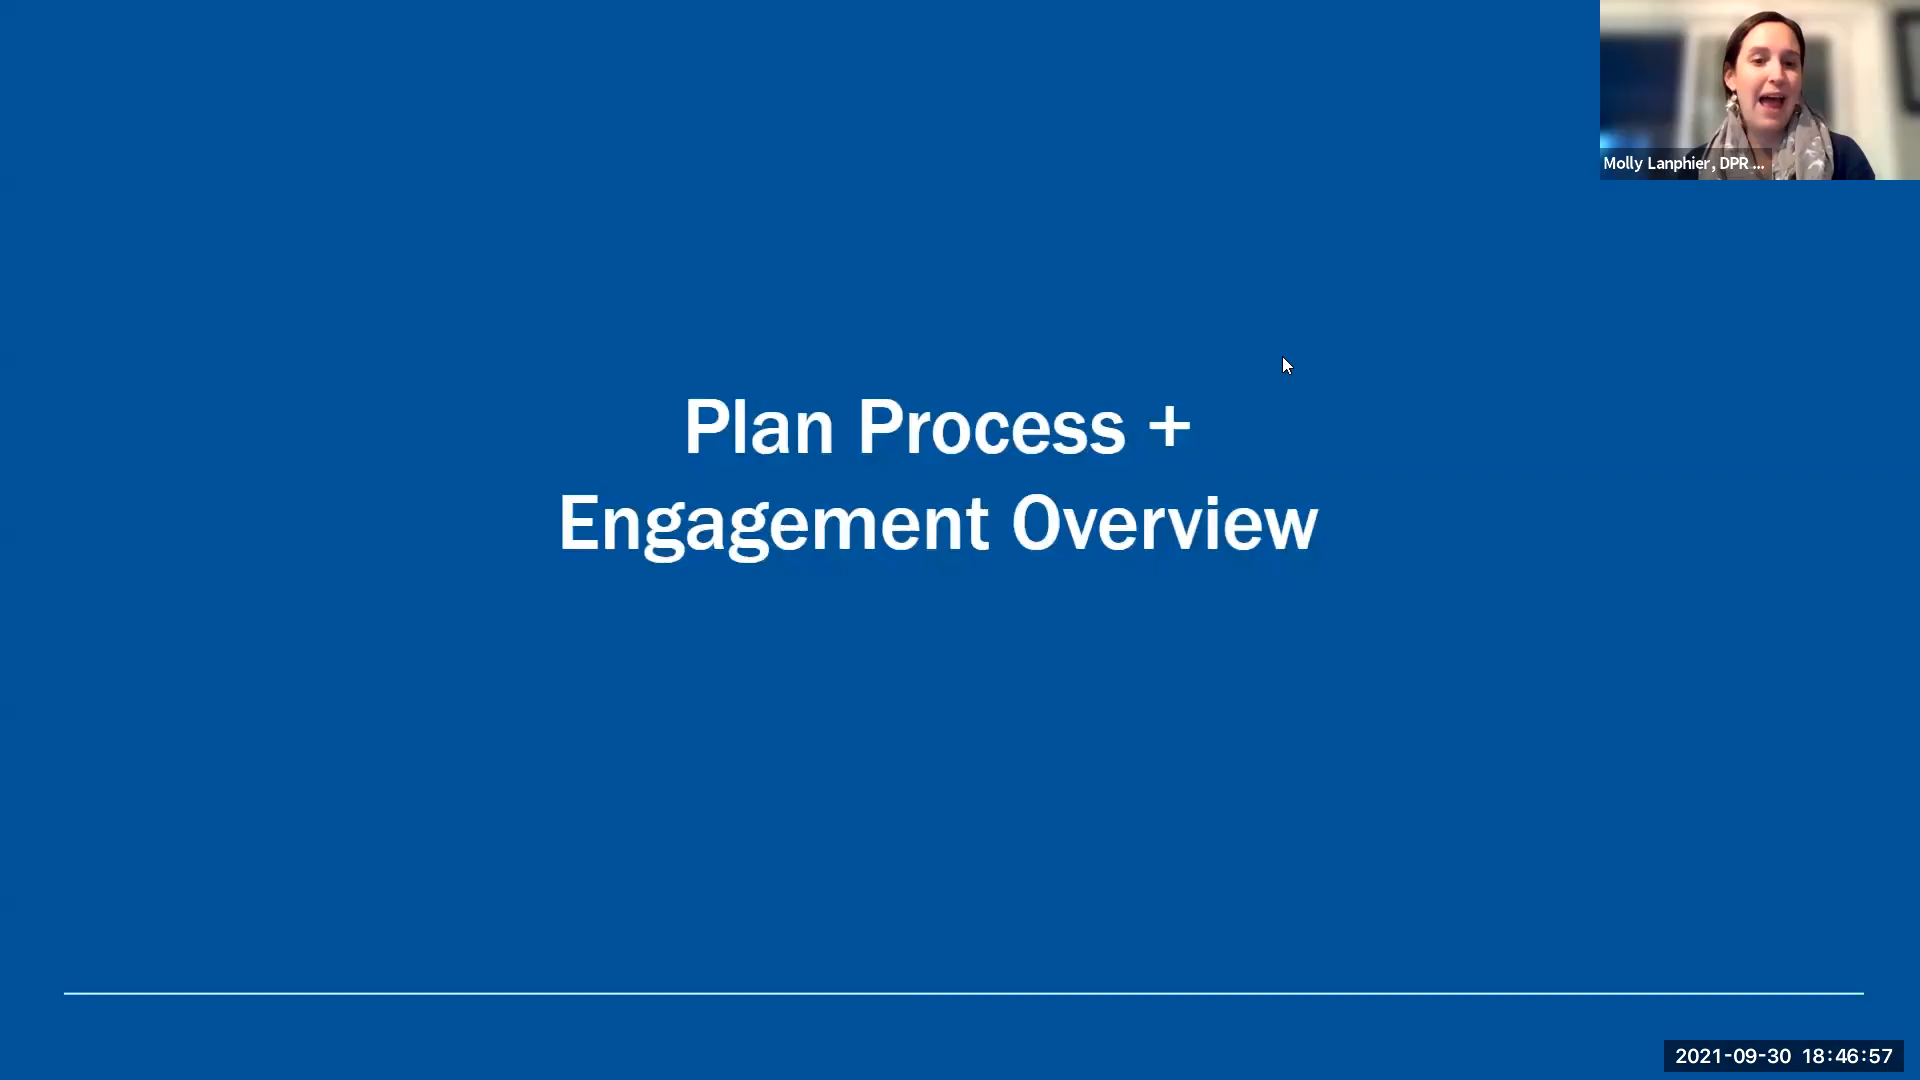 Molly Lanphier, DPR ...
Plan Process +
Engagement Overview
2021-09-30 18:46:57